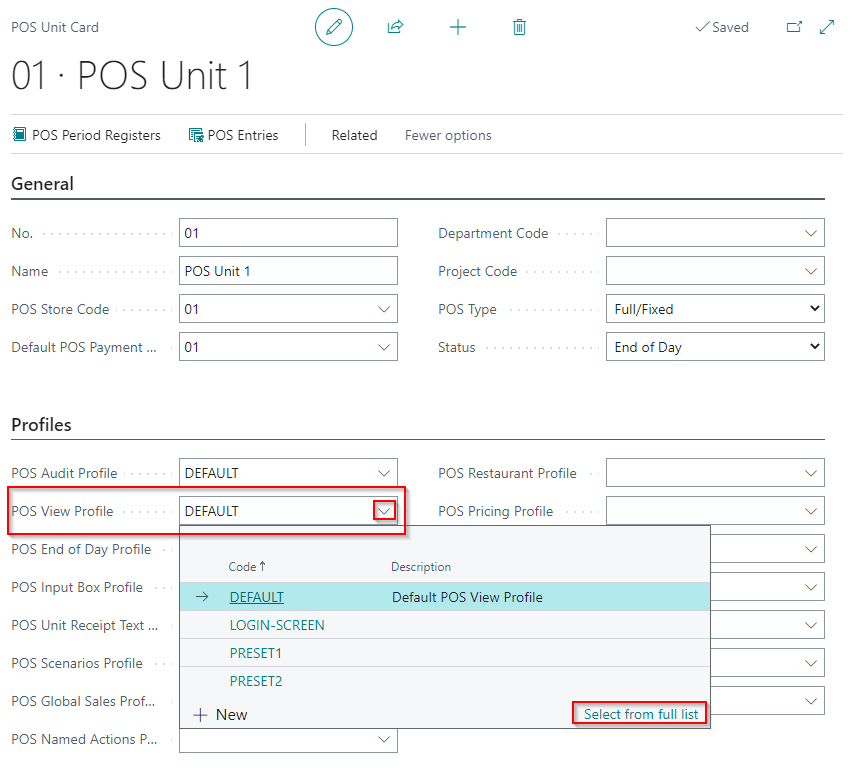 POS Unit Card
Saved
01 · POS Unit 1
POS Period Registers
POS Entries
Related
Fewer options
General
No.
01
Department Code
Name
POS Unit 1
Project Code
POS Store Code
01
POS Type
Full/Fixed
Default POS Payment ...
01
Status
End of Day
Profiles
POS Audit Profile
DEFAULT
POS Restaurant Profile
POS View Profile
DEFAULT
POS Pricing Profile
POS End of Day Profile
POS Input Box Profile
POS Unit Receipt Text ...
POS Scenarios Profile
POS Global Sales Prof...
POS Named Actions P...
Code ↑
Description
DEFAULT
Default POS View Profile
LOGIN-SCREEN
PRESET1
PRESET2
New
Select from full list